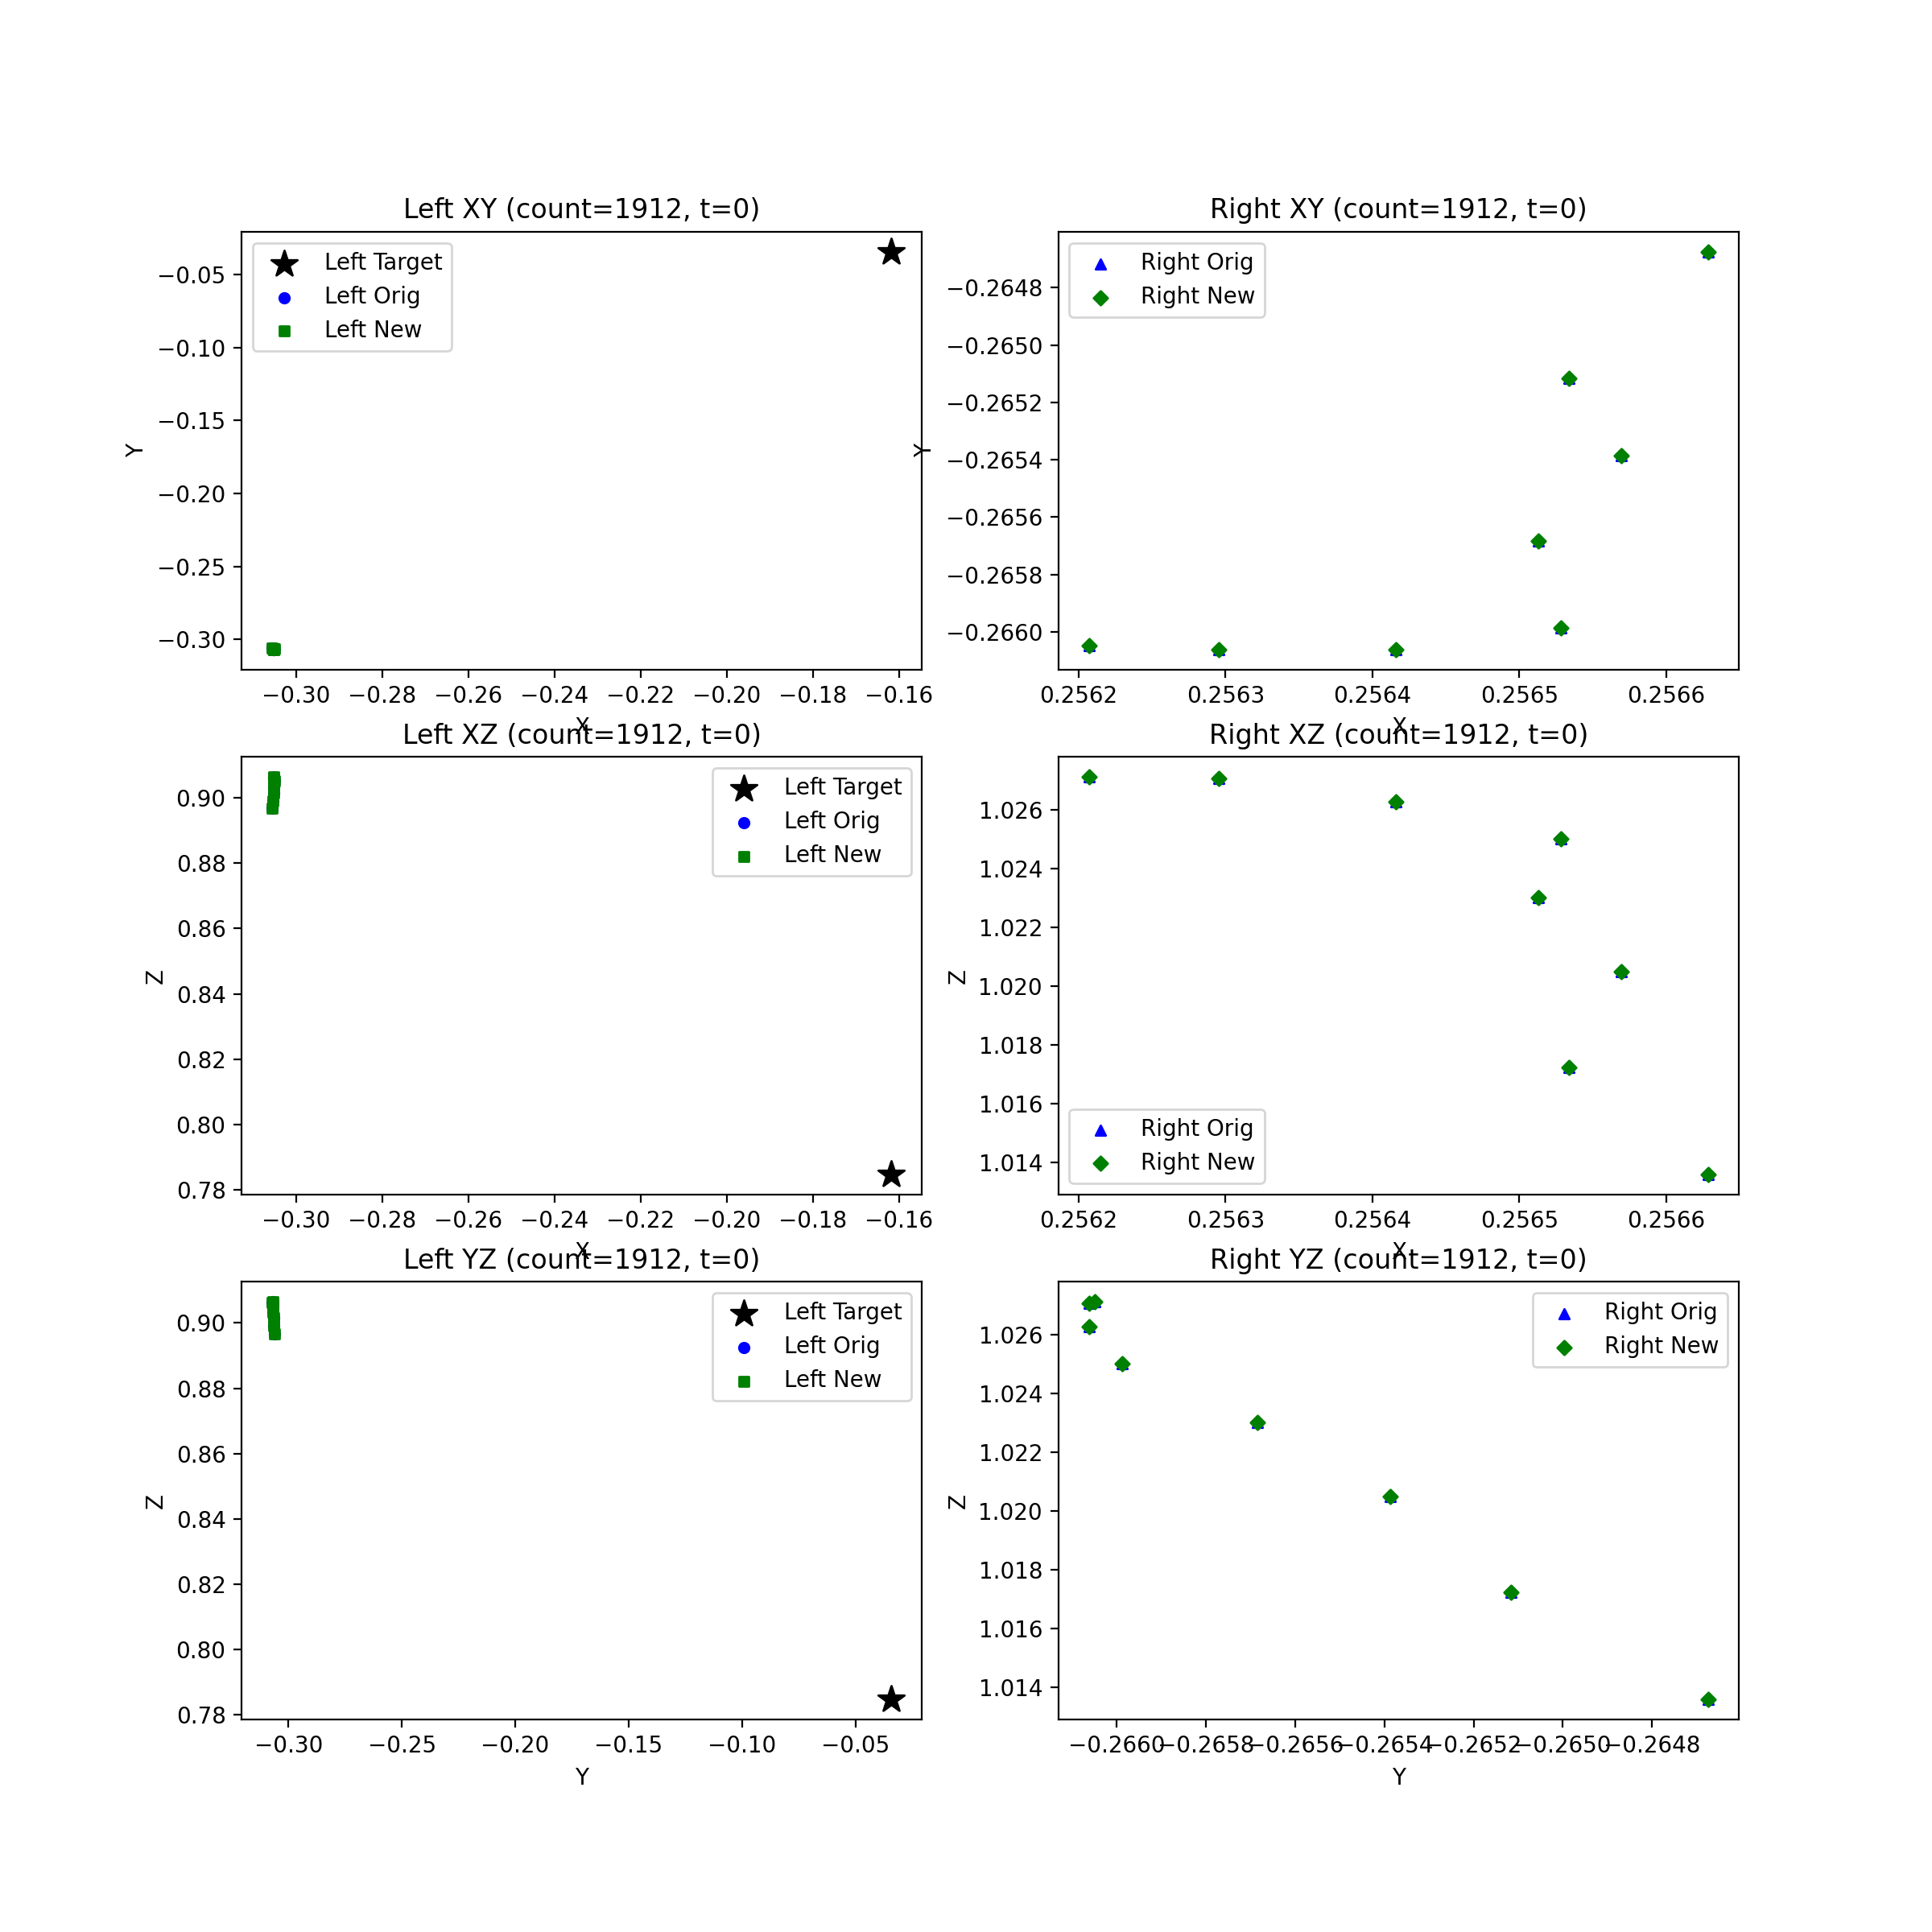 Left XY (count=1912, t=0)
Left Target
Left Orig
Left New
−0.05
−0.10
−0.15
−0.20
−0.25
−0.30
Y
−0.30 −0.28 −0.26 −0.24 −0.22 −0.20 −0.18 −0.16
X
Right XY (count=1912, t=0)
Right Orig
Right New
−0.2648
−0.2650
−0.2652
−0.2654
−0.2656
−0.2658
−0.2660
Y
0.2562 0.2563 0.2564 0.2565 0.2566
X
Left XZ (count=1912, t=0)
Left Target
Left Orig
Left New
0.90
0.88
0.86
0.84
0.82
0.80
0.78
Z
−0.30 −0.28 −0.26 −0.24 −0.22 −0.20 −0.18 −0.16
X
Right XZ (count=1912, t=0)
1.026
1.024
1.022
1.020
1.018
1.016
1.014
Z
Right Orig
Right New
0.2562 0.2563 0.2564 0.2565 0.2566
X
Left YZ (count=1912, t=0)
Left Target
Left Orig
Left New
0.90
0.88
0.86
0.84
0.82
0.80
0.78
Z
−0.30 −0.25 −0.20 −0.15 −0.10 −0.05
Y
Right YZ (count=1912, t=0)
Right Orig
Right New
1.026
1.024
1.022
1.020
1.018
1.016
1.014
Z
−0.2660 −0.2658 −0.2656 −0.2654 −0.2652 −0.2650 −0.2648
Y